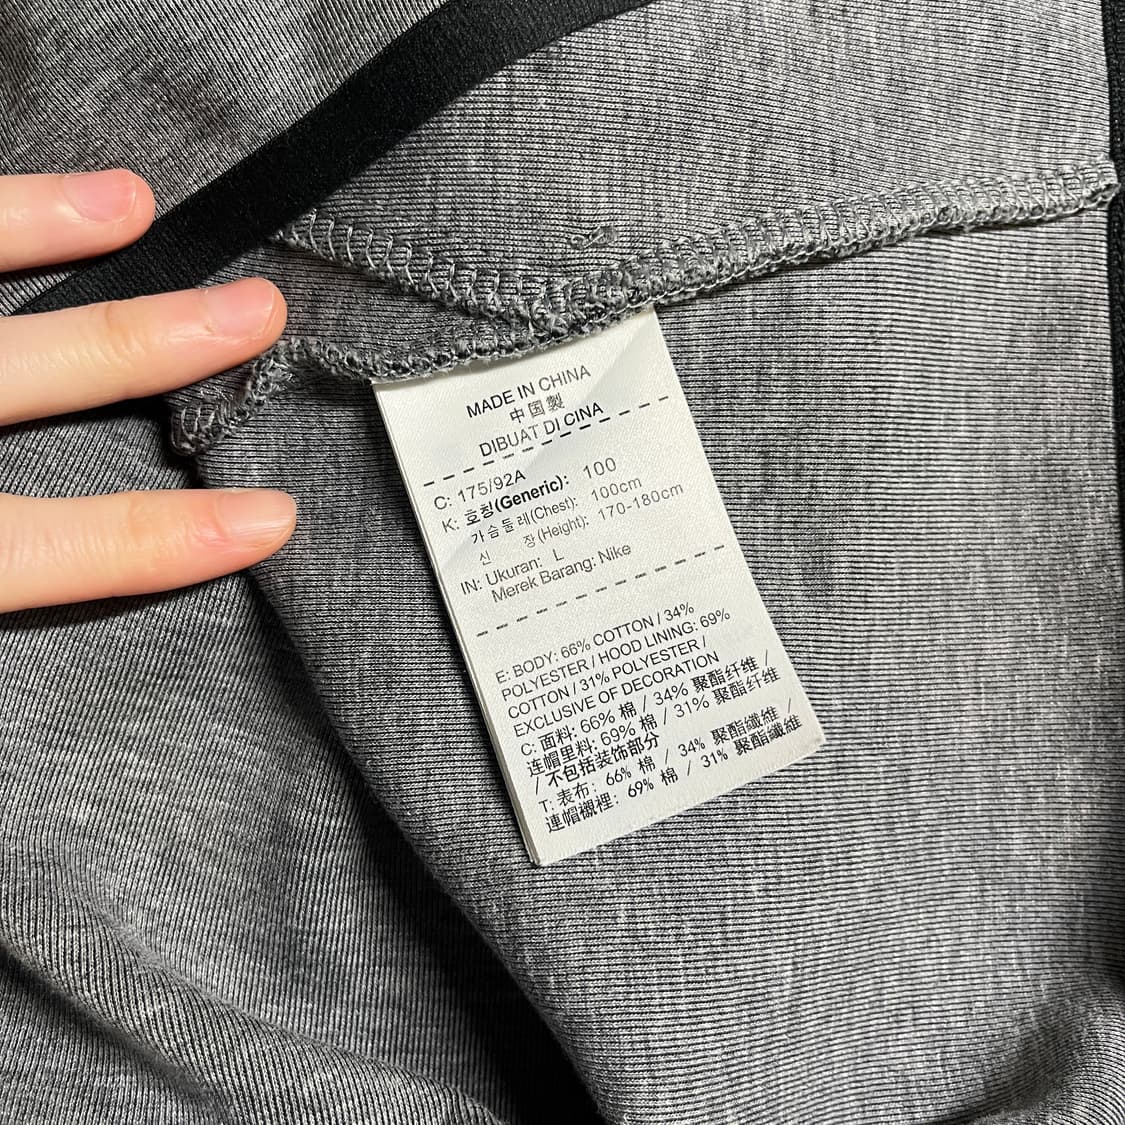 MADE IN CHINA
中国製
DIBUAT DI CINA
C: 175/92A
K: 호칭(Generic): 100
가슴둘레(Chest): 100cm
신 장(Height): 170-180cm
IN: Ukuran: L
Merek Barang: Nike
E: BODY: 66% COTTON / 34%
POLYESTER / HOOD LINING: 69%
COTTON / 31% POLYESTER /
EXCLUSIVE OF DECORATION
C: 面料: 66% 棉 / 34% 聚酯纤维 /
连帽里料: 69% 棉 / 31% 聚酯纤维
/ 不包括装饰部分
T: 表布: 66% 棉 / 34% 聚酯纖維 /
連帽襯裡: 69% 棉 / 31% 聚酯纖維